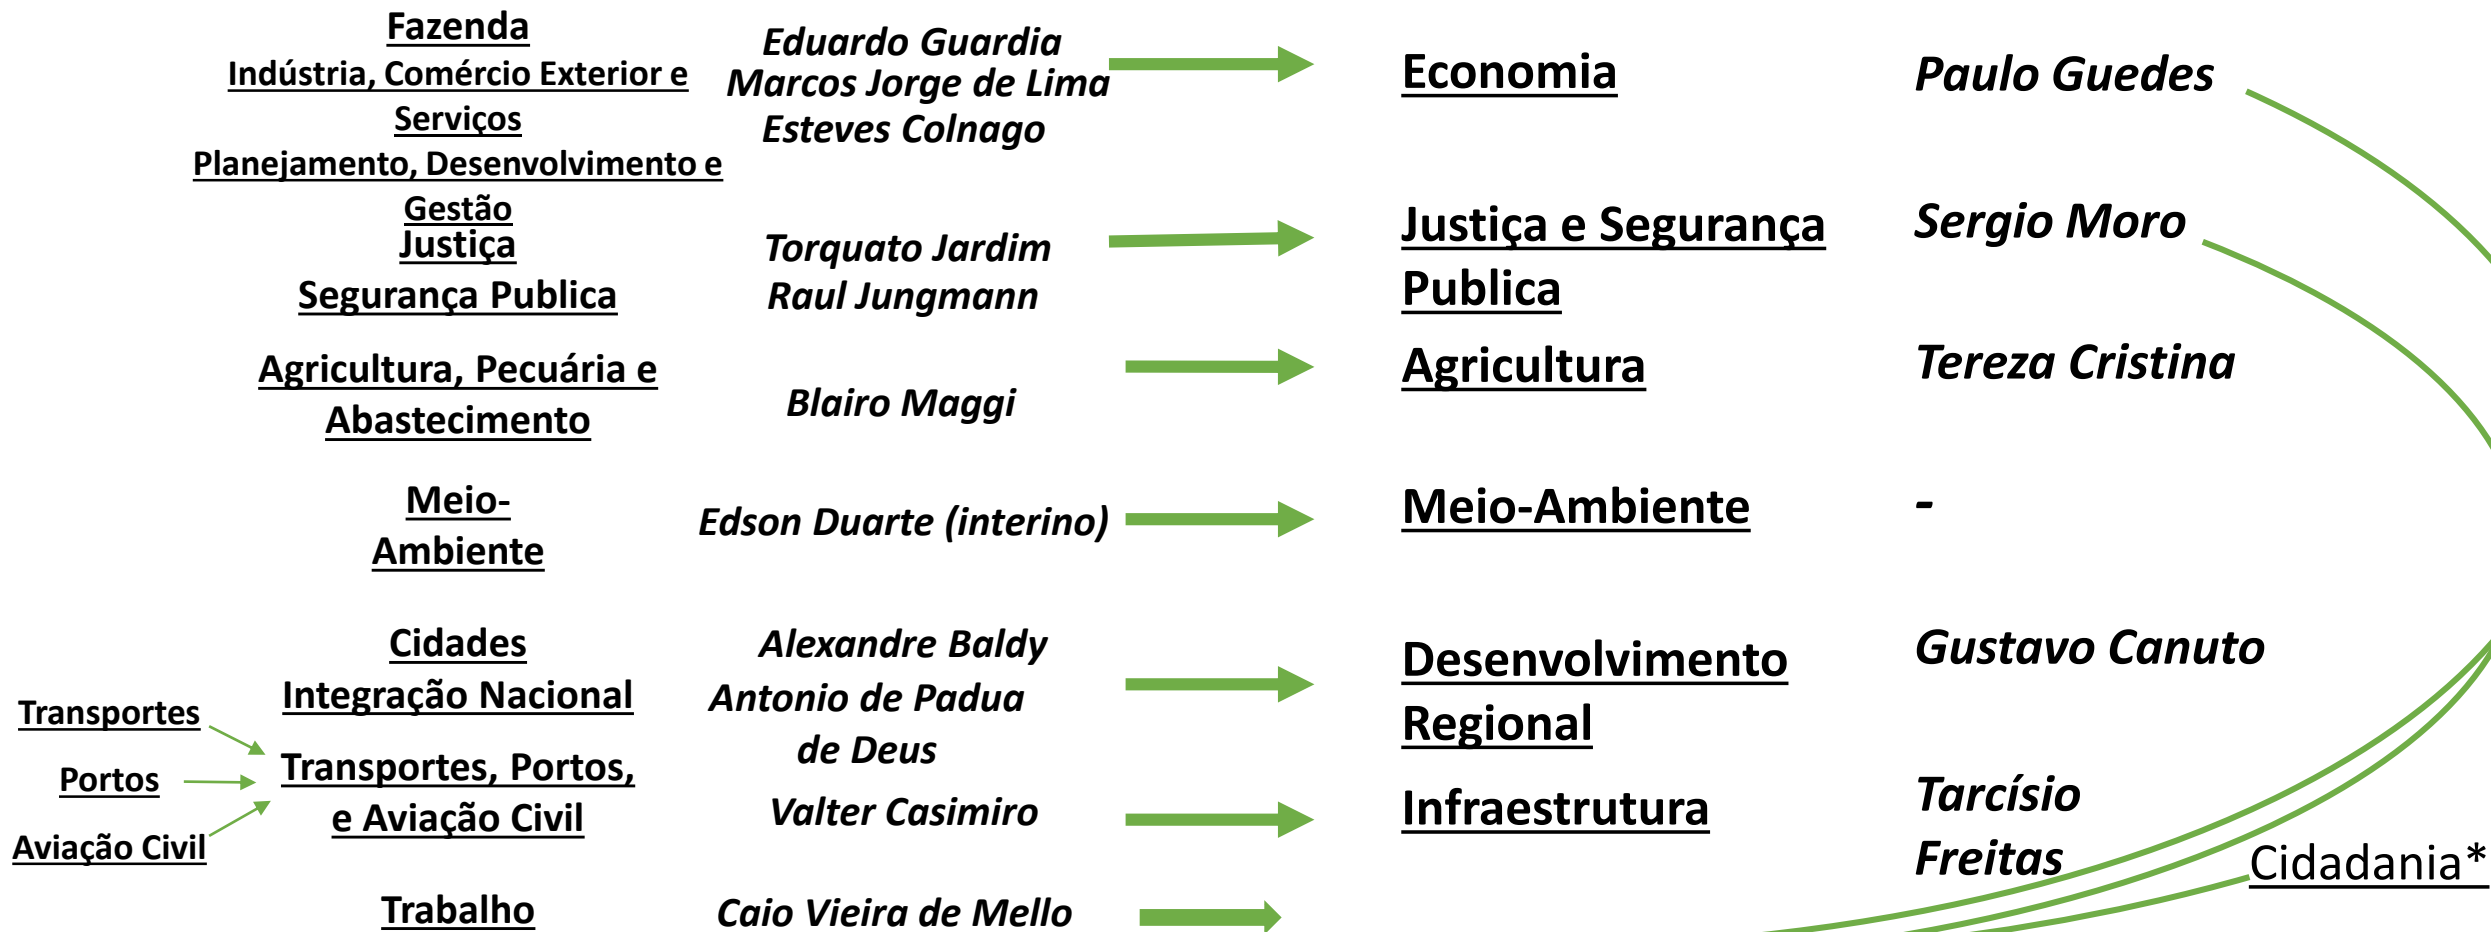 Fazenda
Indústria, Comércio Exterior e
Serviços
Planejamento, Desenvolvimento e
Gestão
Eduardo Guardia
Marcos Jorge de Lima
Esteves Colnago
Economia
Paulo Guedes
Justiça
Segurança Publica
Torquato Jardim
Raul Jungmann
Justiça e Segurança
Publica
Sergio Moro
Agricultura, Pecuária e
Abastecimento
Blairo Maggi
Agricultura
Tereza Cristina
Meio-
Ambiente
Edson Duarte (interino)
Meio-Ambiente
-
Cidades
Integração Nacional
Alexandre Baldy
Antonio de Padua
de Deus
Desenvolvimento
Regional
Gustavo Canuto
Transportes
Portos
Aviação Civil
Transportes, Portos,
e Aviação Civil
Valter Casimiro
Infraestrutura
Tarcísio
Freitas
Cidadania*
Trabalho
Caio Vieira de Mello